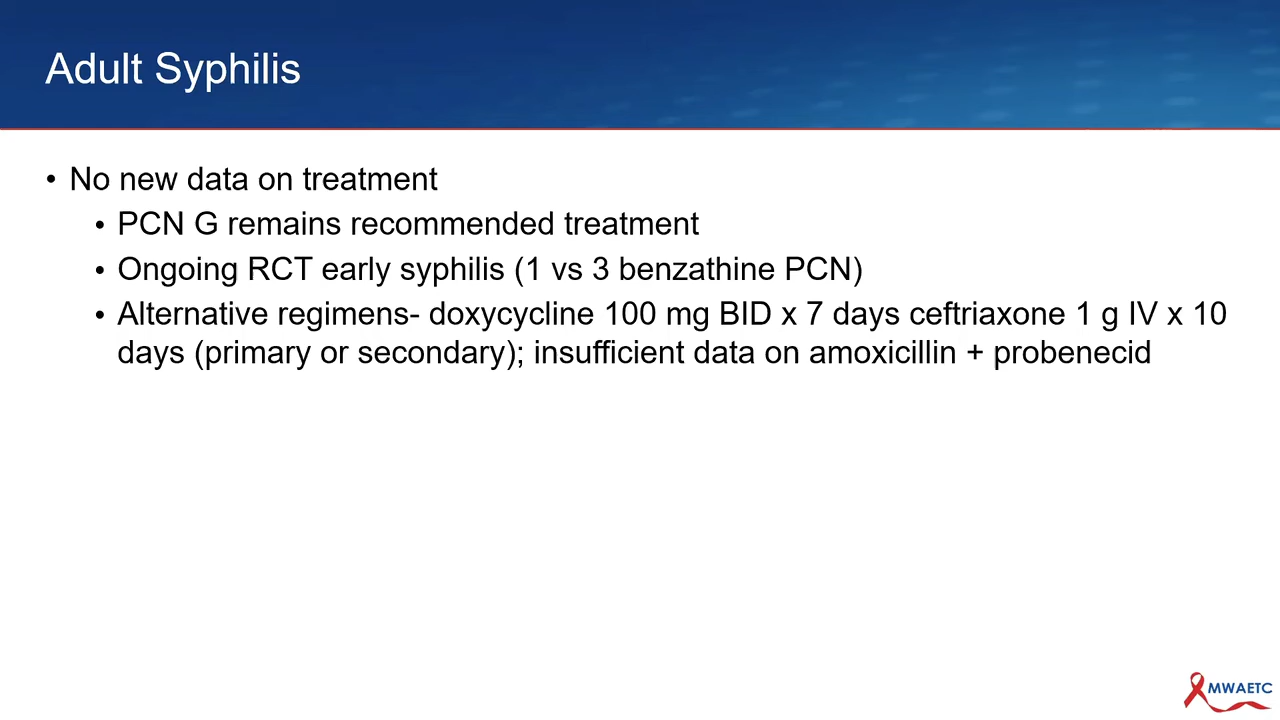 Adult Syphilis
• No new data on treatment
• PCN G remains recommended treatment
• Ongoing RCT early syphilis (1 vs 3 benzathine PCN)
• Alternative regimens- doxycycline 100 mg BID x 7 days ceftriaxone 1 g IV x 10
days (primary or secondary); insufficient data on amoxicillin + probenecid
MWAETC